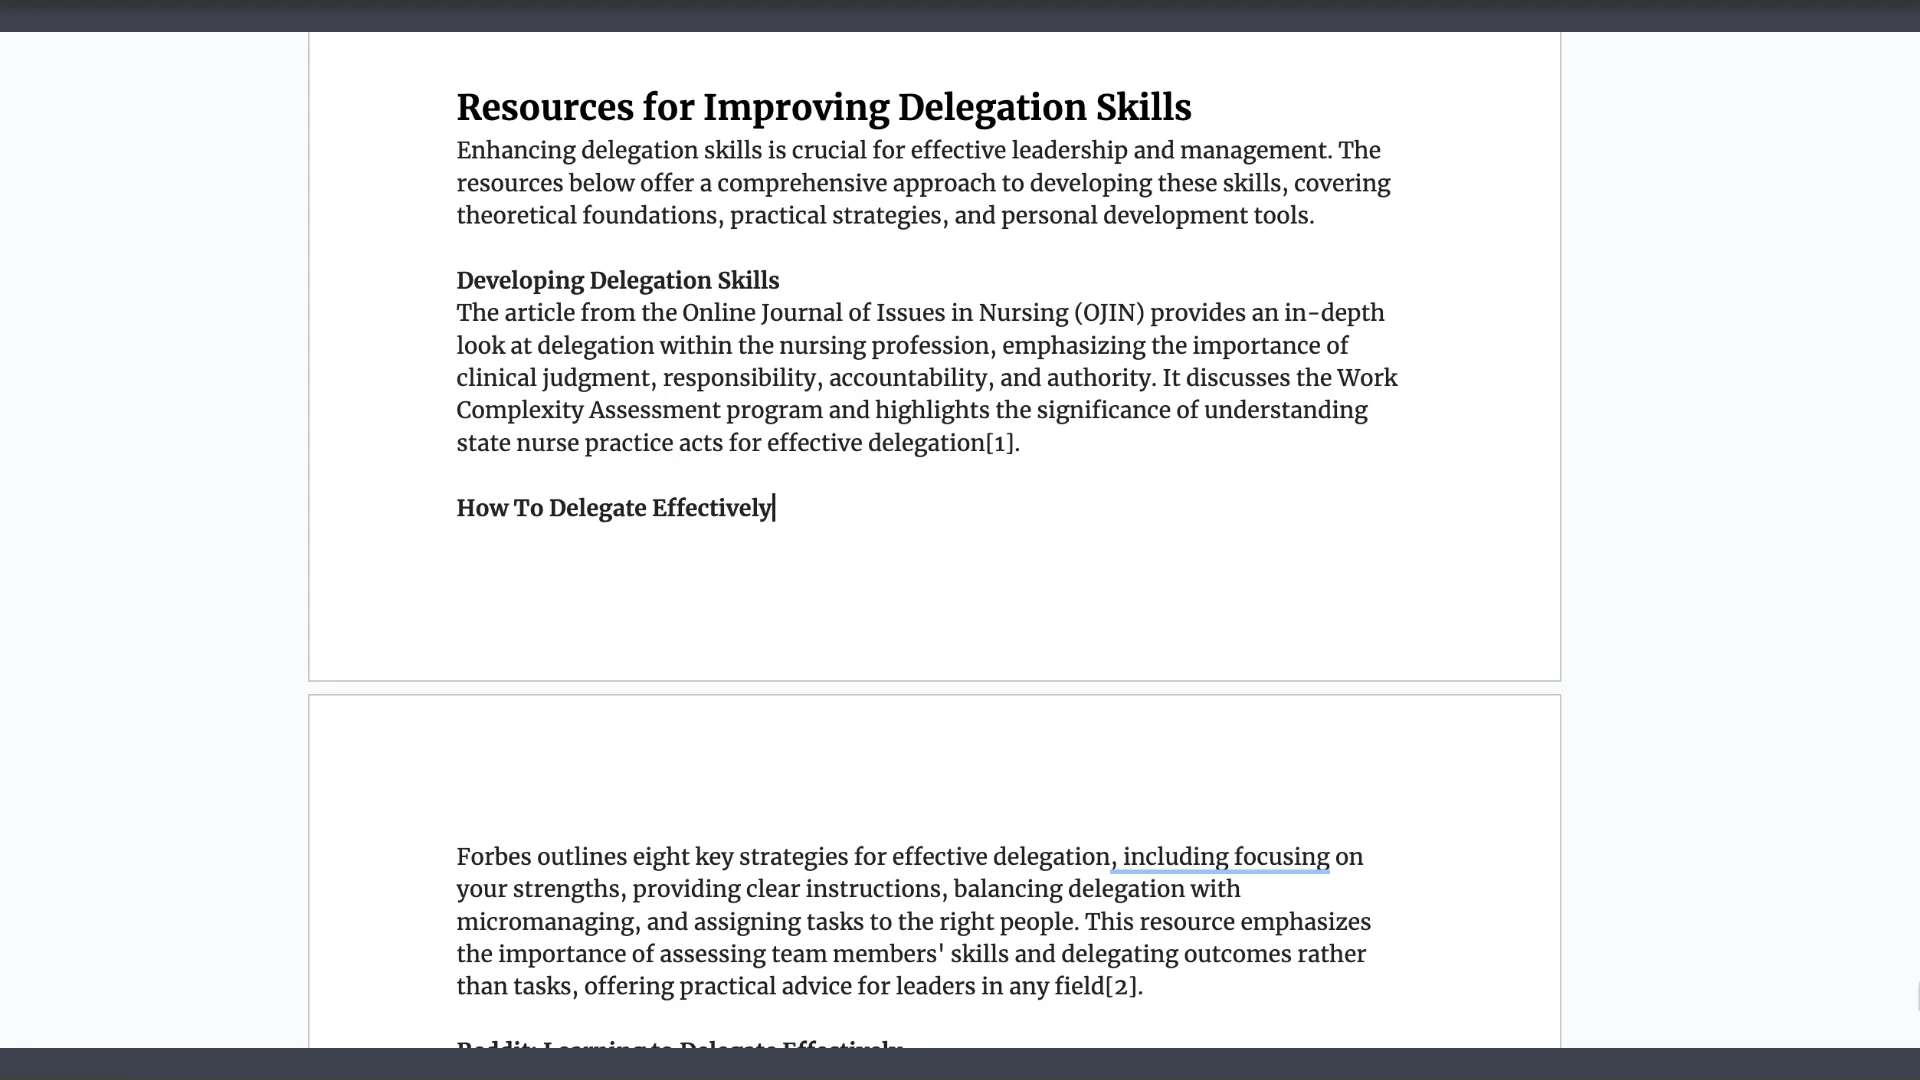 Resources for Improving Delegation Skills
Enhancing delegation skills is crucial for effective leadership and management. The
resources below offer a comprehensive approach to developing these skills, covering
theoretical foundations, practical strategies, and personal development tools.
Developing Delegation Skills
The article from the Online Journal of Issues in Nursing (OJIN) provides an in-depth
look at delegation within the nursing profession, emphasizing the importance of
clinical judgment, responsibility, accountability, and authority. It discusses the Work
Complexity Assessment program and highlights the significance of understanding
state nurse practice acts for effective delegation[1].
How To Delegate Effectively
Forbes outlines eight key strategies for effective delegation, including focusing on
your strengths, providing clear instructions, balancing delegation with
micromanaging, and assigning tasks to the right people. This resource emphasizes
the importance of assessing team members' skills and delegating outcomes rather
than tasks, offering practical advice for leaders in any field[2].
Reddit: Learning to Delegate Effectively